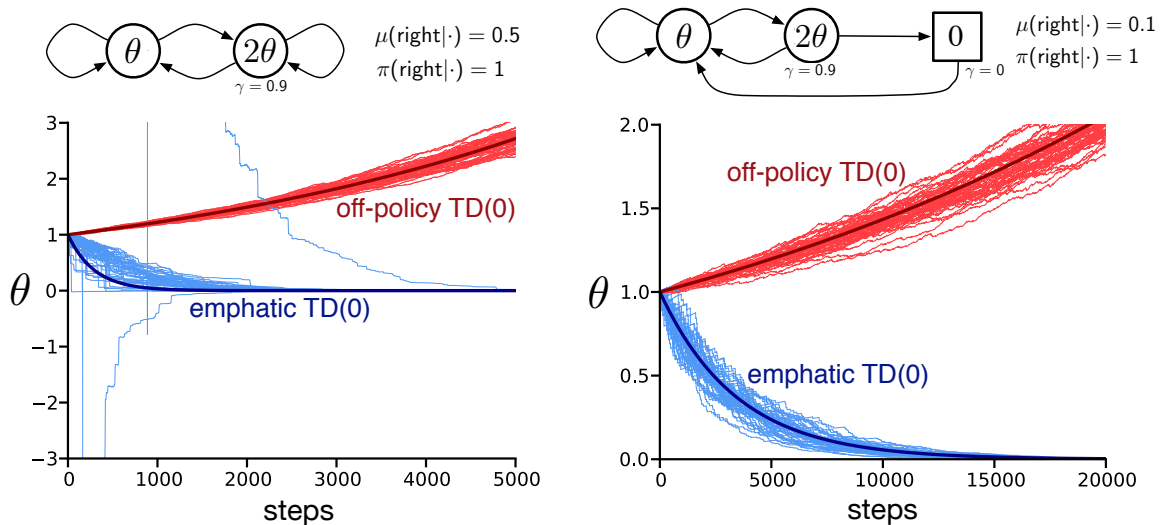 θ
2θ
γ = 0.9
μ(right|·) = 0.5
π(right|·) = 1
3
2
1
0
−1
−2
−3
θ
off-policy TD(0)
emphatic TD(0)
0 1000 2000 3000 4000 5000
steps
θ
2θ
γ = 0.9
0
γ = 0
μ(right|·) = 0.1
π(right|·) = 1
2.0
1.5
1.0
0.5
0.0
θ
off-policy TD(0)
emphatic TD(0)
0 5000 10000 15000 20000
steps